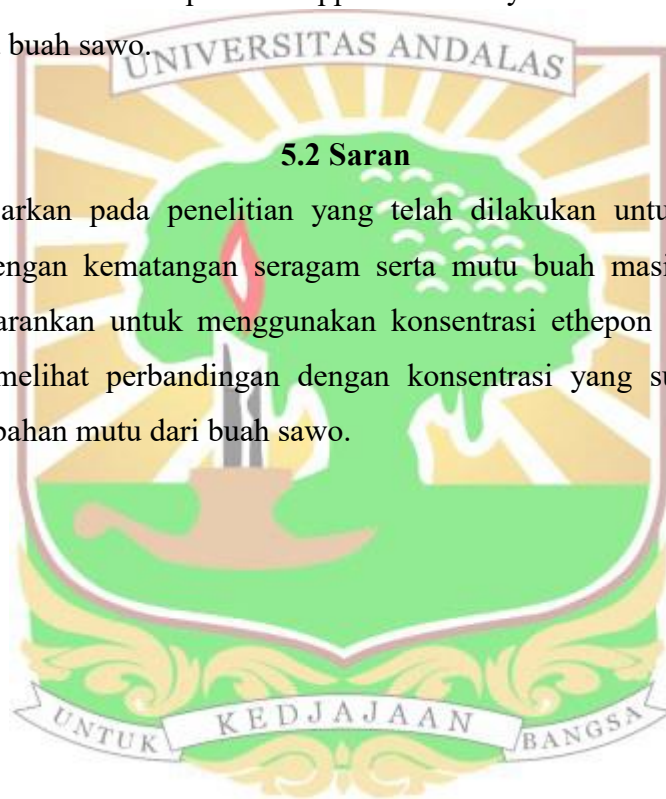 buah sawo.
UNIVERSITAS ANDALAS
5.2 Saran
arkan pada penelitian yang telah dilakukan untu
engan kematangan seragam serta mutu buah masi
arankan untuk menggunakan konsentrasi ethepon
melihat perbandingan dengan konsentrasi yang su
bahan mutu dari buah sawo.
UNTUK KEDJAJAAN BANGSA